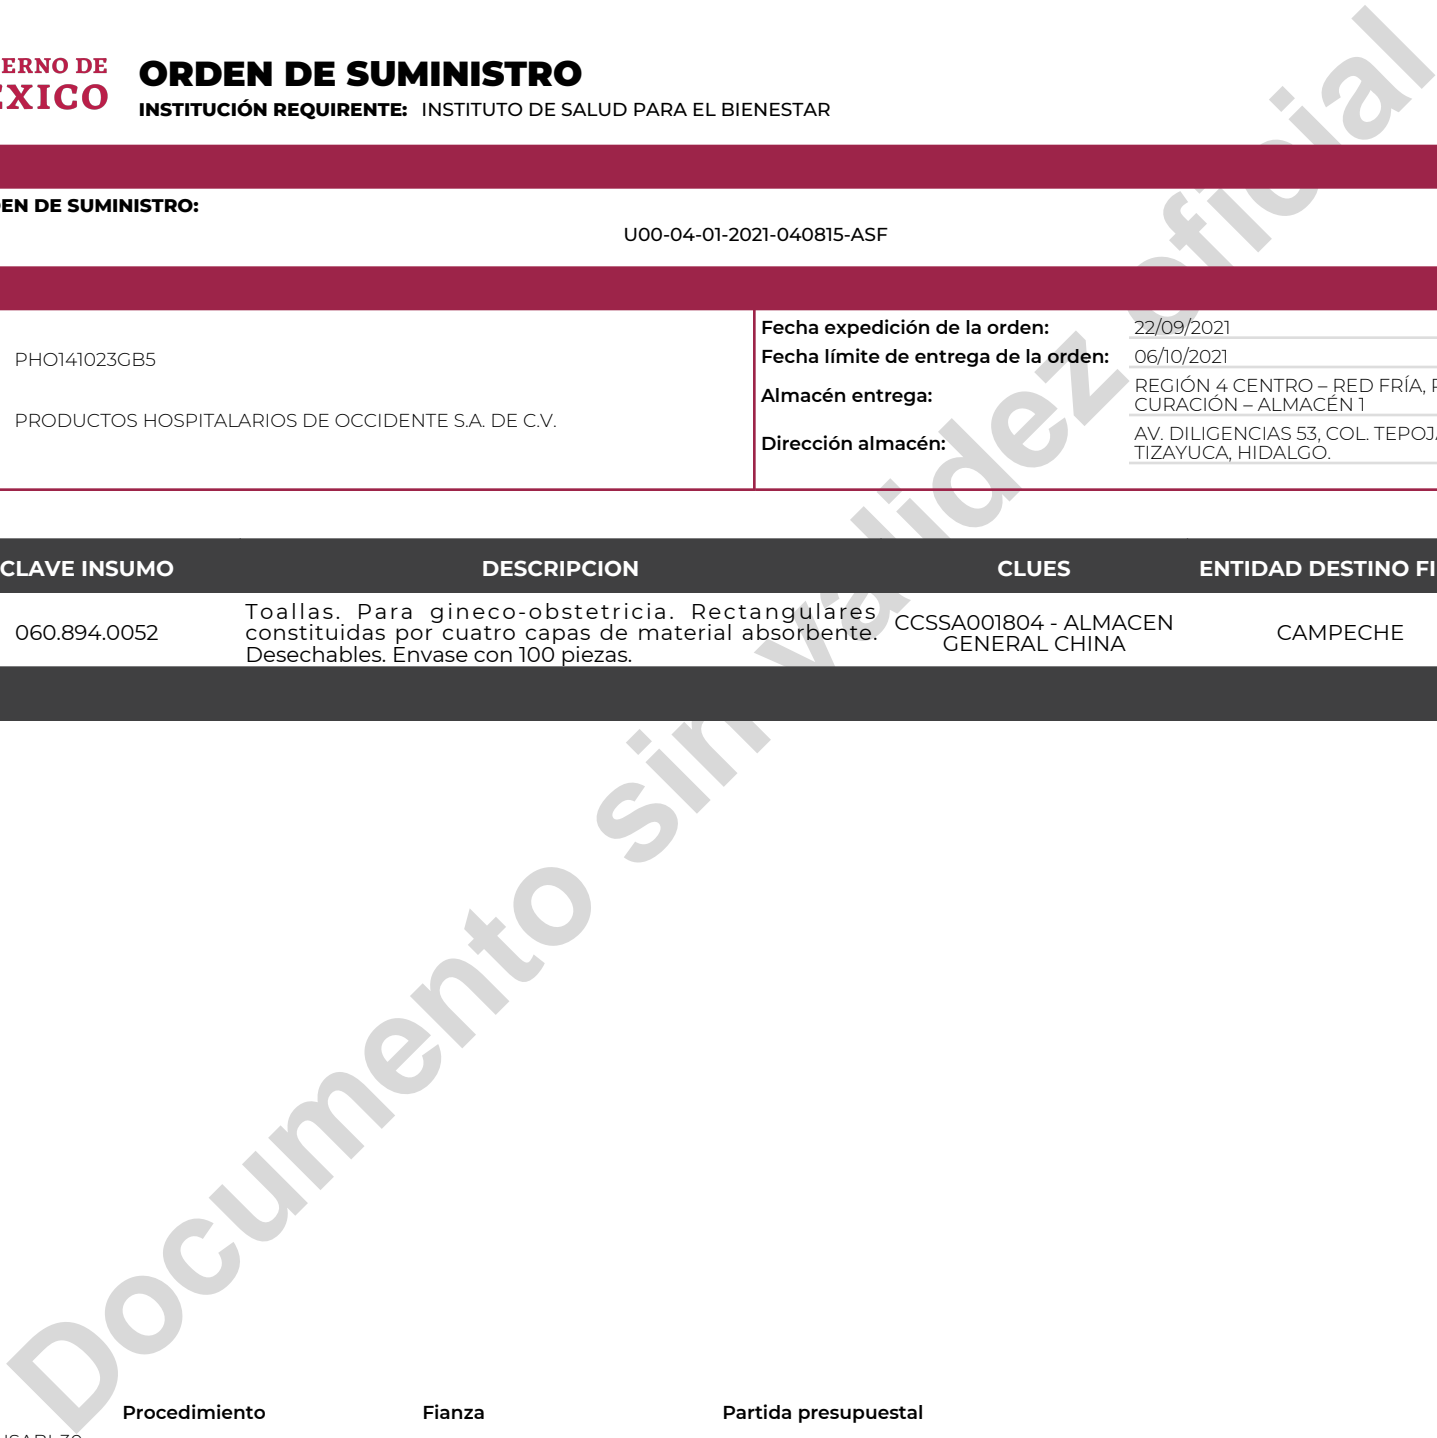 ERNO DE
EXICO
ORDEN DE SUMINISTRO
INSTITUCIÓN REQUIRENTE: INSTITUTO DE SALUD PARA EL BIENESTAR
EN DE SUMINISTRO:
U00-04-01-2021-040815-ASF
PHO141023GB5
PRODUCTOS HOSPITALARIOS DE OCCIDENTE S.A. DE C.V.
Fecha expedición de la orden: 22/09/2021
Fecha límite de entrega de la orden: 06/10/2021
Almacén entrega: REGIÓN 4 CENTRO – RED FRÍA,
CURACIÓN – ALMACÉN 1
Dirección almacén: AV. DILIGENCIAS 53, COL. TEPOJ
TIZAYUCA, HIDALGO.
CLAVE INSUMO DESCRIPCION CLUES ENTIDAD DESTINO FI
060.894.0052
Toallas. Para gineco-obstetricia. Rectangulares
constituidas por cuatro capas de material absorbente.
Desechables. Envase con 100 piezas.
CCSSA001804 - ALMACEN
GENERAL CHINA
CAMPECHE
Documento sin validez oficial
Procedimiento Fianza Partida presupuestal